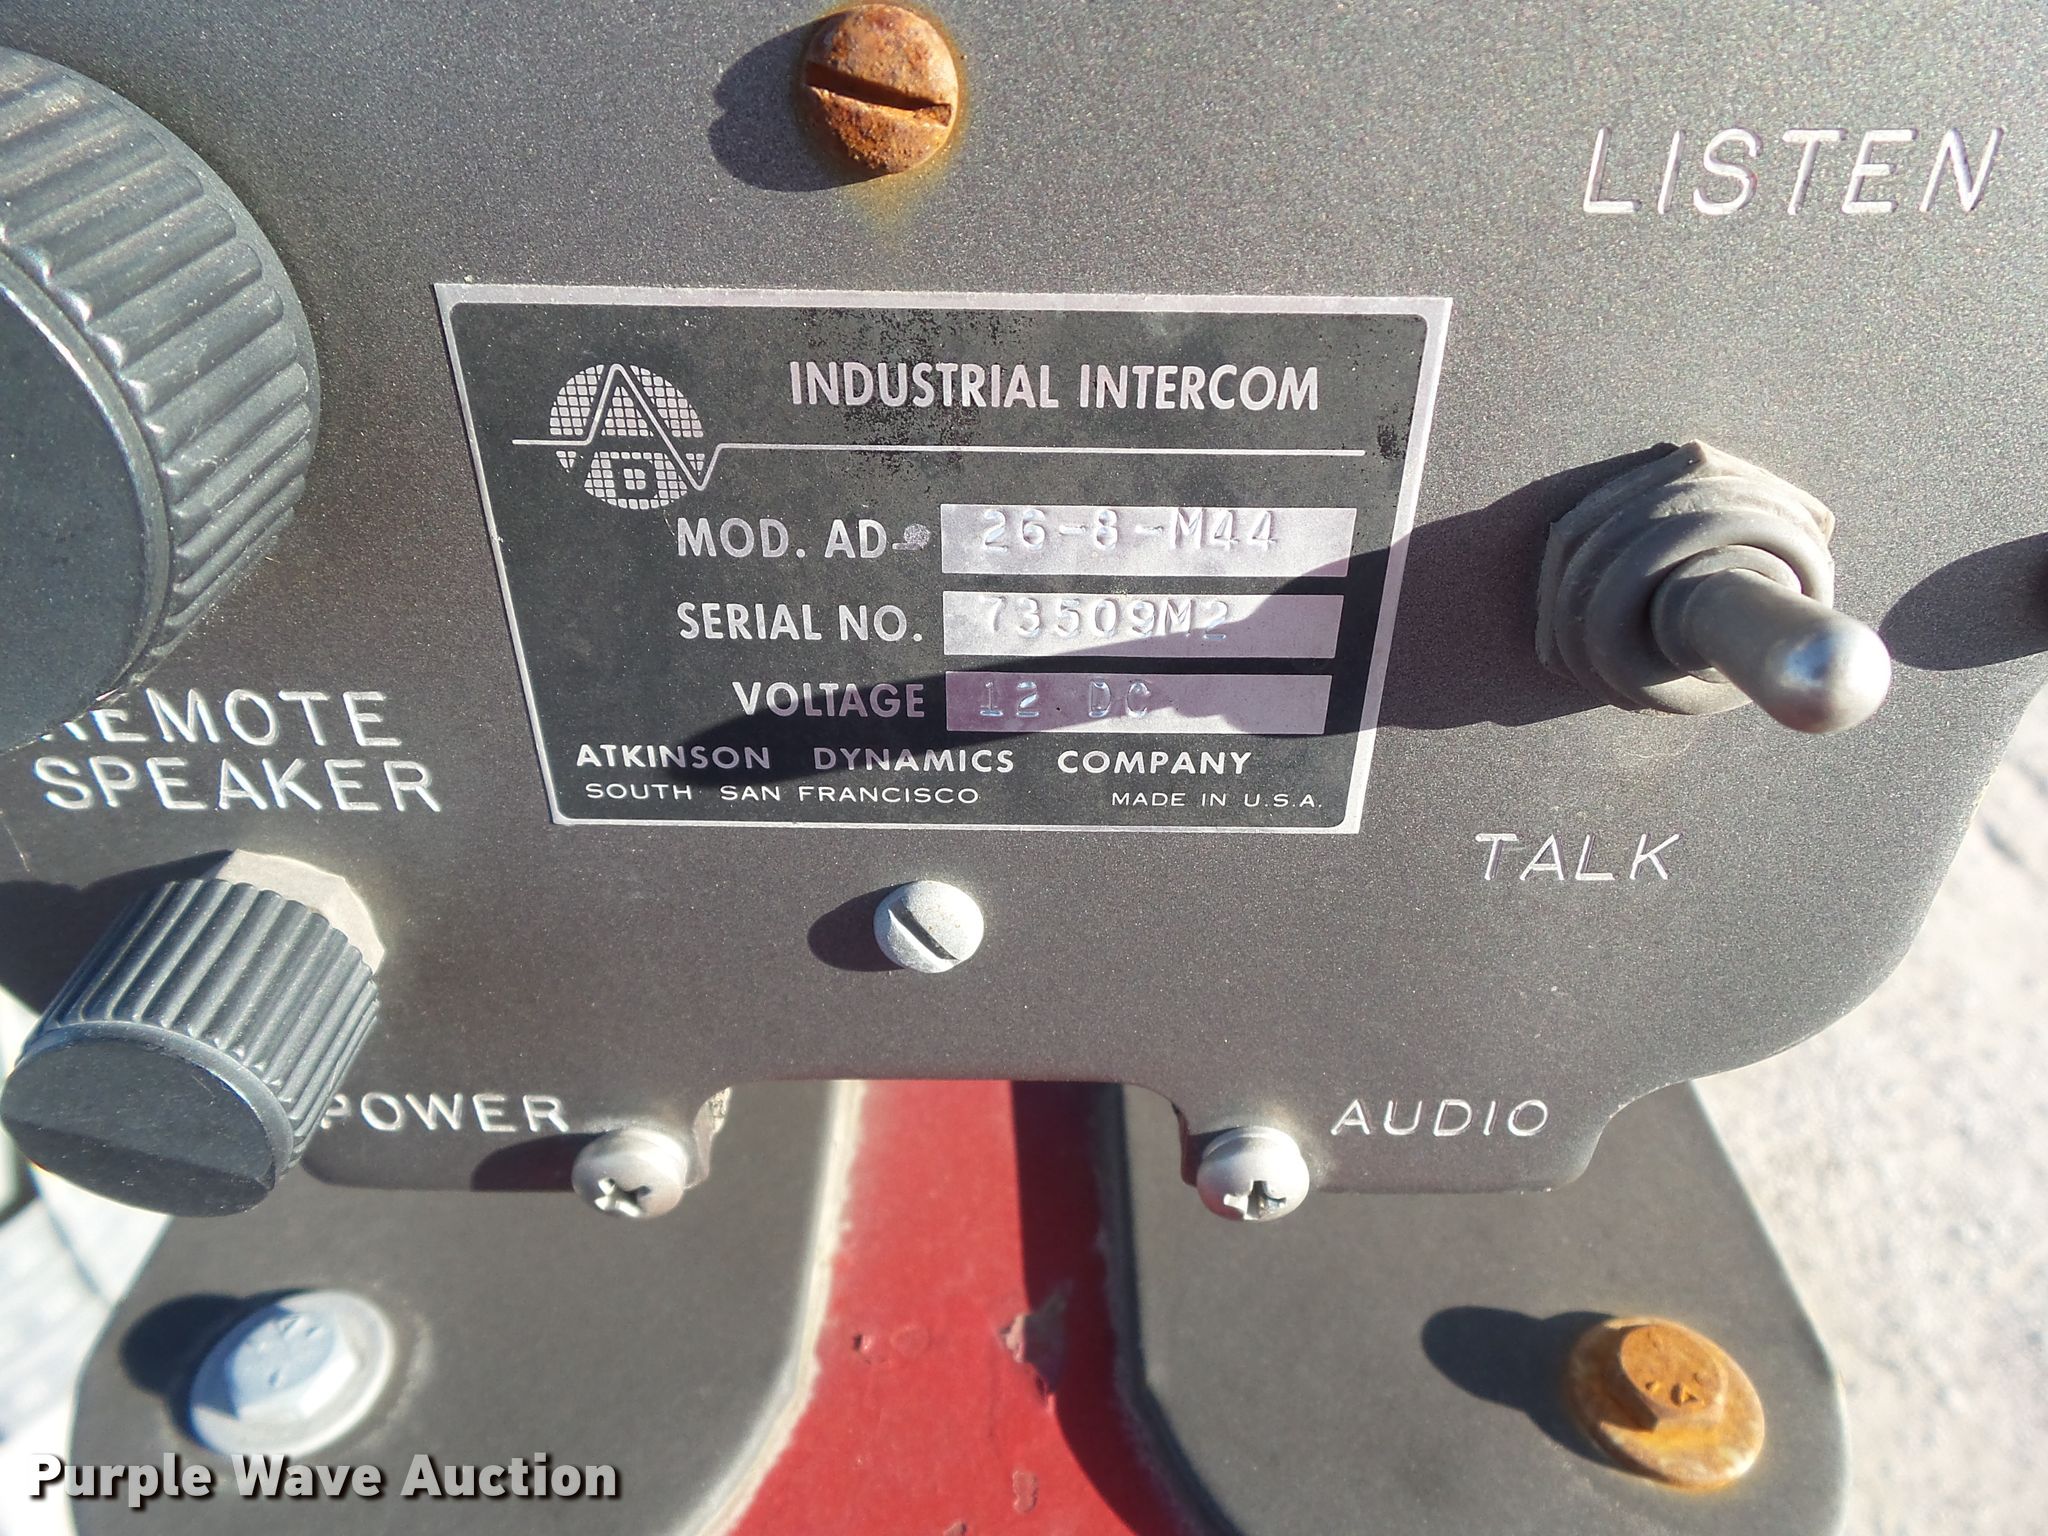 LISTEN
INDUSTRIAL INTERCOM
A
D
MOD. AD- 26-8-M44
SERIAL NO. 73509M2
VOLTAGE 12 DC
ATKINSON DYNAMICS COMPANY
SOUTH SAN FRANCISCO MADE IN U.S.A.
REMOTE
SPEAKER
TALK
POWER
AUDIO
Purple Wave Auction